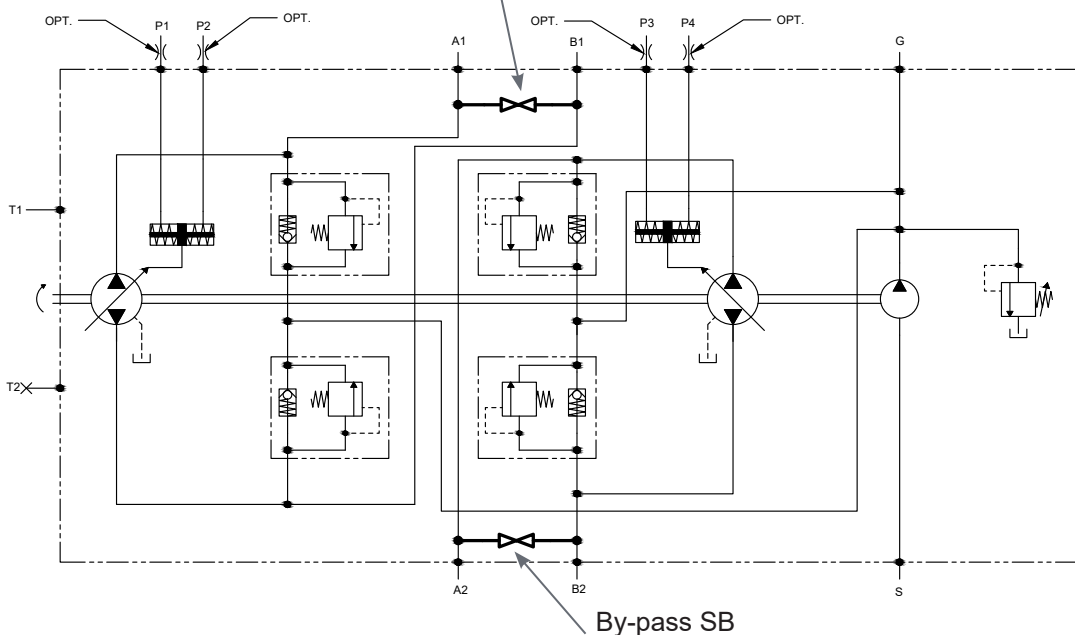 OPT. P1 P2 OPT. A1 B1 OPT. P3 P4 OPT. G
T1
T2
A2 B2 S
By-pass SB